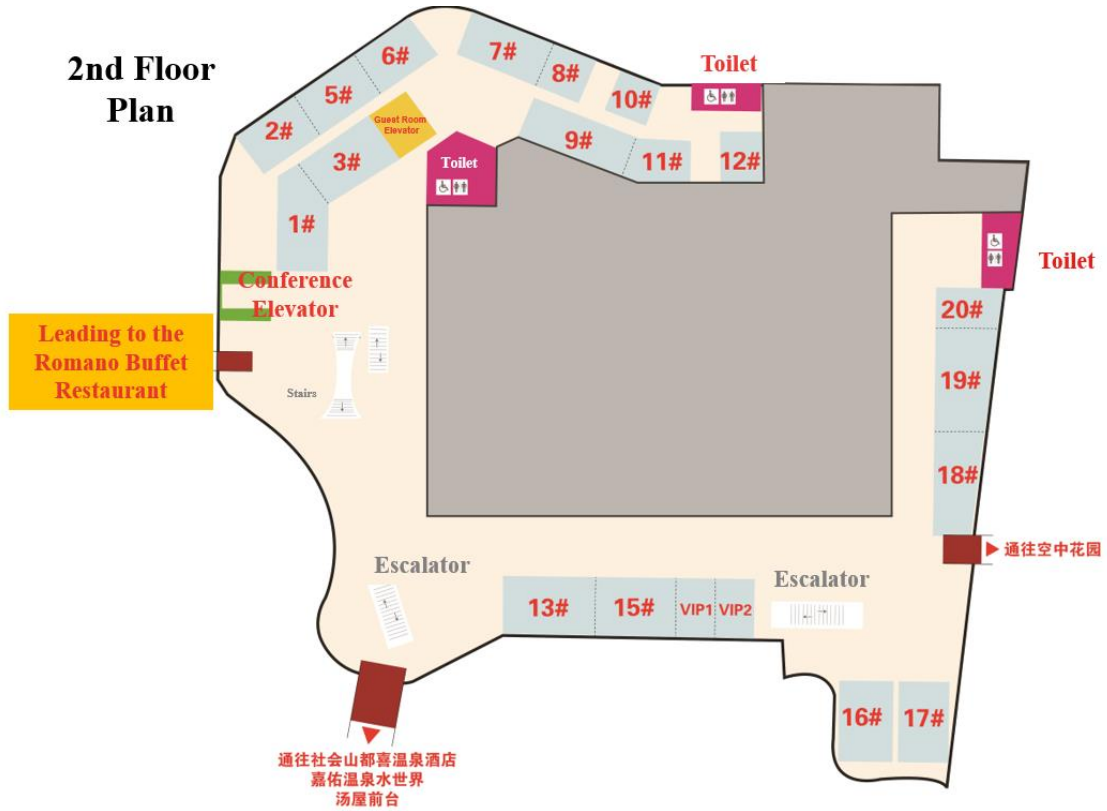 2nd Floor
Plan
6#
7#
8#
Toilet
5#
10#
2#
Guest Room
Elevator
9#
3#
Toilet
11#
12#
1#
Toilet
Conference
Elevator
20#
Leading to the
Romano Buffet
Restaurant
19#
Stairs
18#
通往空中花园
Escalator
Escalator
13#
15#
VIP1
VIP2
16#
17#
通往社会山都喜温泉酒店
嘉佑温泉水世界
汤屋前台